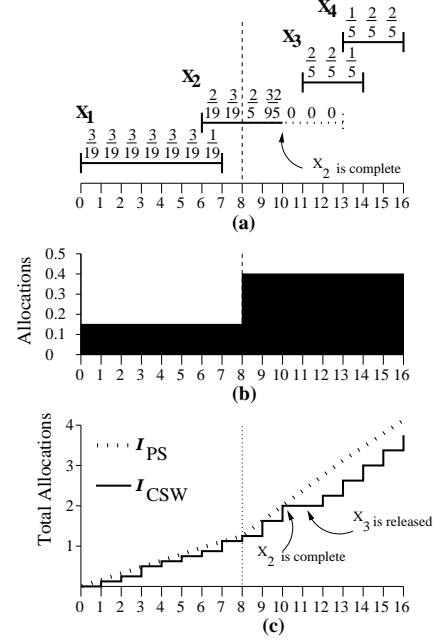 X4
1 2 2
5 5 5
X3
2 2 1
5 5 5
X2
2 3 2 32 0 0 0
19 19 5 95
X1
3 3 3 3 3 3 1
19 19 19 19 19 19 19
X2 is complete
0 1 2 3 4 5 6 7 8 9 10 11 12 13 14 15 16
(a)
Allocations
0.5
0.4
0.3
0.2
0.1
0
0 1 2 3 4 5 6 7 8 9 10 11 12 13 14 15 16
(b)
Total Allocations
4
3
2
1
I PS
I CSW
X3 is released
X2 is complete
0 1 2 3 4 5 6 7 8 9 10 11 12 13 14 15 16
(c)